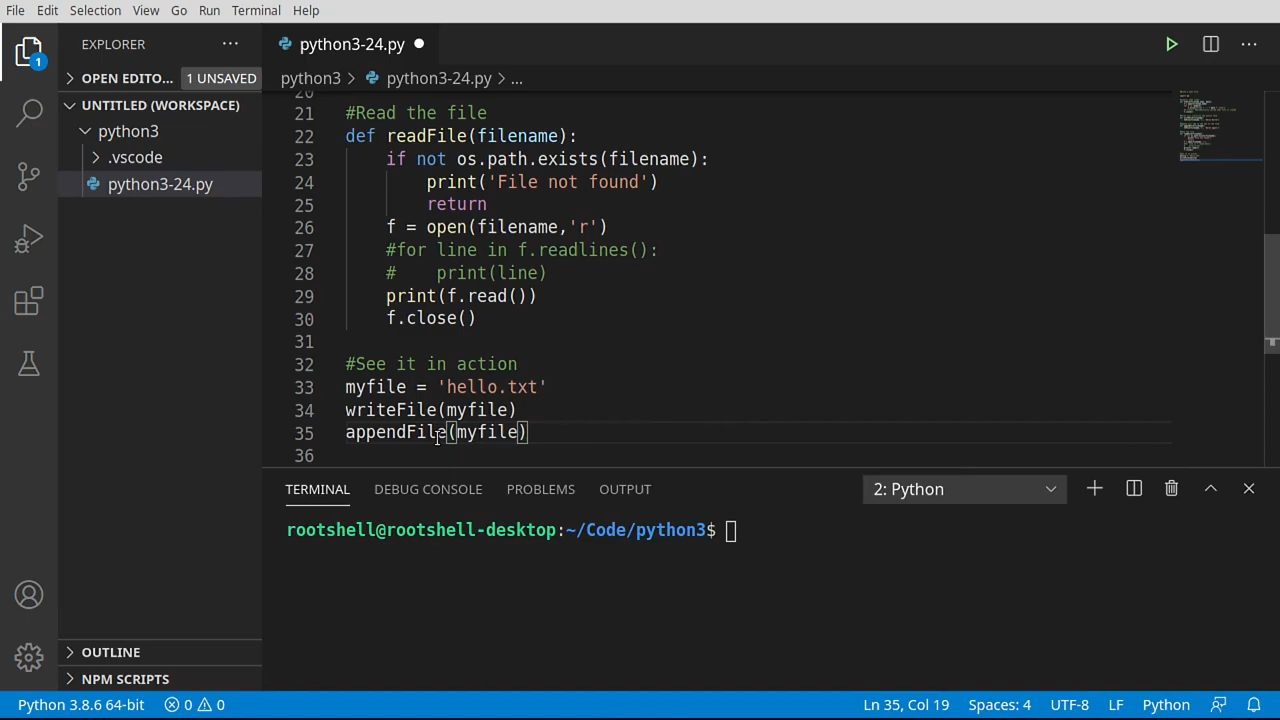 File Edit Selection View Go Run Terminal Help
EXPLORER ...
python3-24.py
OPEN EDITO... 1 UNSAVED
python3 > python3-24.py > ...
UNTITLED (WORKSPACE)
python3
.vscode
python3-24.py
1
20
21 #Read the file
22 def readFile(filename):
23 if not os.path.exists(filename):
24 print('File not found')
25 return
26 f = open(filename,'r')
27 #for line in f.readlines():
28 # print(line)
29 print(f.read())
30 f.close()
31
32 #See it in action
33 myfile = 'hello.txt'
34 writeFile(myfile)
35 appendFile(myfile)
36
TERMINAL DEBUG CONSOLE PROBLEMS OUTPUT 2: Python
rootshell@rootshell-desktop:~/Code/python3$
OUTLINE
NPM SCRIPTS
Python 3.8.6 64-bit 0 0 Ln 35, Col 19 Spaces: 4 UTF-8 LF Python